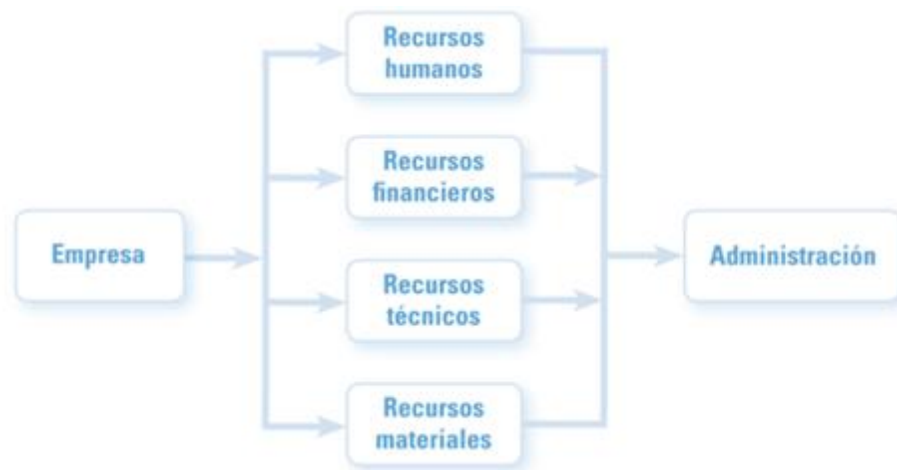 Empresa
Recursos
humanos
Recursos
financieros
Recursos
técnicos
Recursos
materiales
Administración